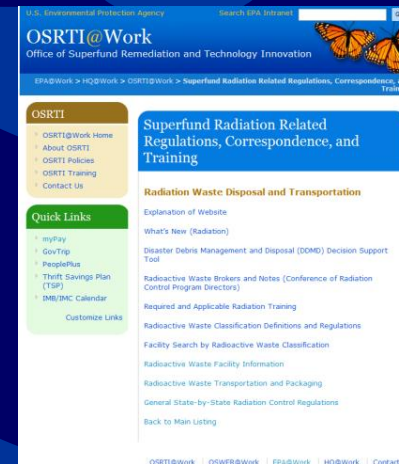 U.S. Environmental Protection Agency
Search EPA Intranet
OSRTI@Work
Office of Superfund Remediation and Technology Innovation
EPA@Work > HQ@Work > OSRTI@Work > Superfund Radiation Related Regulations, Correspondence,
OSRTI
OSRTI@Work Home
About OSRTI
OSRTI Policies
OSRTI Training
Contact Us
Quick Links
myPay
GovTrip
PeoplePlus
Thrift Savings Plan
(TSP)
IMB/IMC Calendar
Customize Links
Superfund Radiation Related
Regulations, Correspondence, and
Training
Radiation Waste Disposal and Transportation
Explanation of Website
What's New (Radiation)
Disaster Debris Management and Disposal (DDMD) Decision Support
Tool
Radioactive Waste Brokers and Notes (Conference of Radiation
Control Program Directors)
Required and Applicable Radiation Training
Radioactive Waste Classification Definitions and Regulations
Facility Search by Radioactive Waste Classification
Radioactive Waste Facility Information
Radioactive Waste Transportation and Packaging
General State-by-State Radiation Control Regulations
Back to Main Listing
OSRTI@Work | OSWER@Work | EPA@Work | HQ@Work | Contact